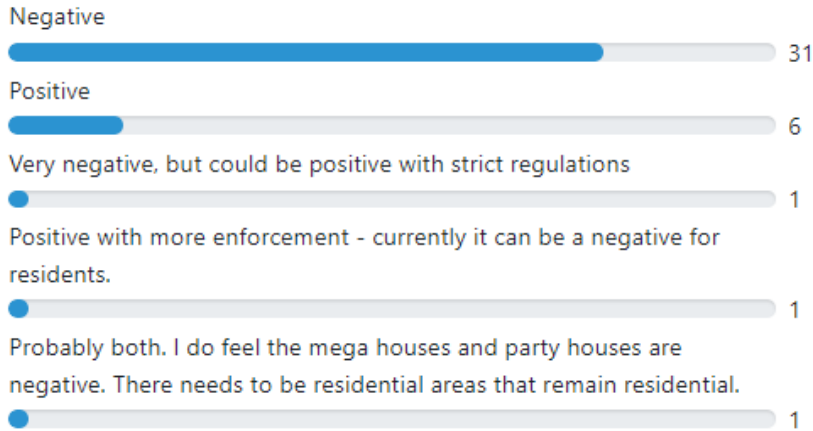 Negative
31
Positive
6
Very negative, but could be positive with strict regulations
1
Positive with more enforcement - currently it can be a negative for
residents.
1
Probably both. I do feel the mega houses and party houses are
negative. There needs to be residential areas that remain residential.
1